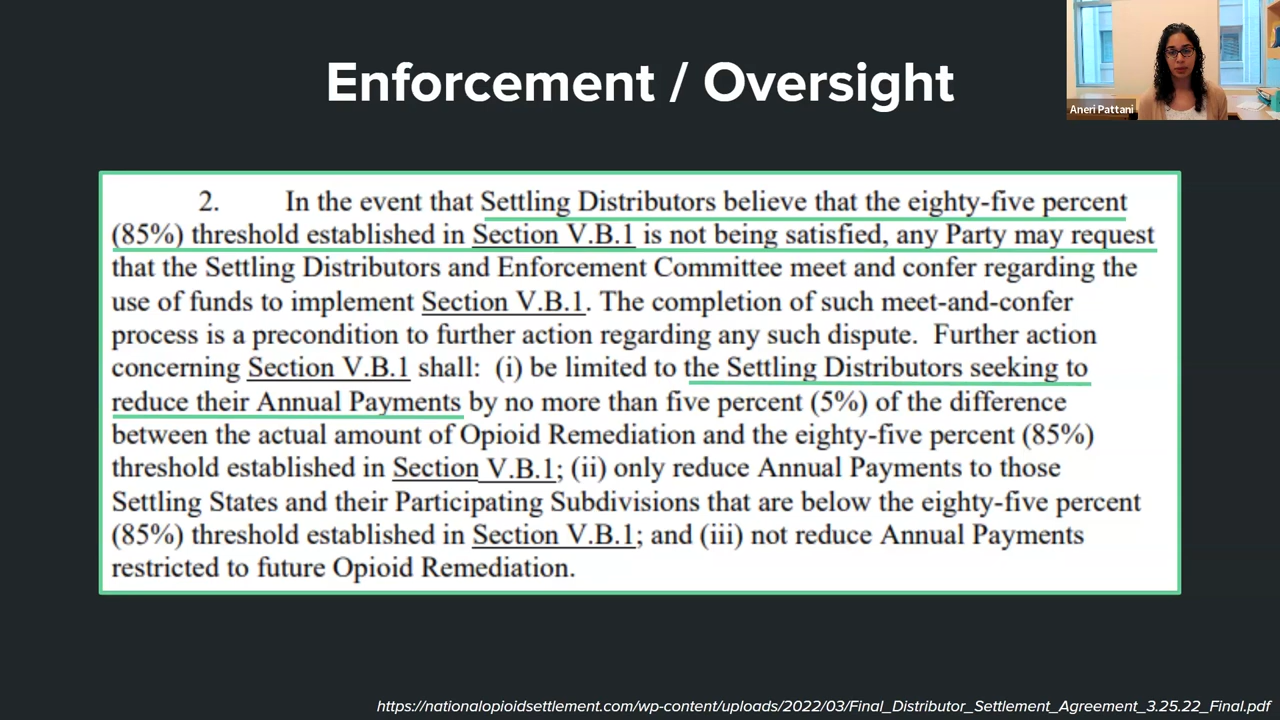 Enforcement / Oversight
Aneri Pattani
2. In the event that Settling Distributors believe that the eighty-five percent
(85%) threshold established in Section V.B.1 is not being satisfied, any Party may request
that the Settling Distributors and Enforcement Committee meet and confer regarding the
use of funds to implement Section V.B.1. The completion of such meet-and-confer
process is a precondition to further action regarding any such dispute. Further action
concerning Section V.B.1 shall: (i) be limited to the Settling Distributors seeking to
reduce their Annual Payments by no more than five percent (5%) of the difference
between the actual amount of Opioid Remediation and the eighty-five percent (85%)
threshold established in Section V.B.1; (ii) only reduce Annual Payments to those
Settling States and their Participating Subdivisions that are below the eighty-five percent
(85%) threshold established in Section V.B.1; and (iii) not reduce Annual Payments
restricted to future Opioid Remediation.
https://nationalopioidsettlement.com/wp-content/uploads/2022/03/Final_Distributor_Settlement_Agreement_3.25.22_Final.pdf